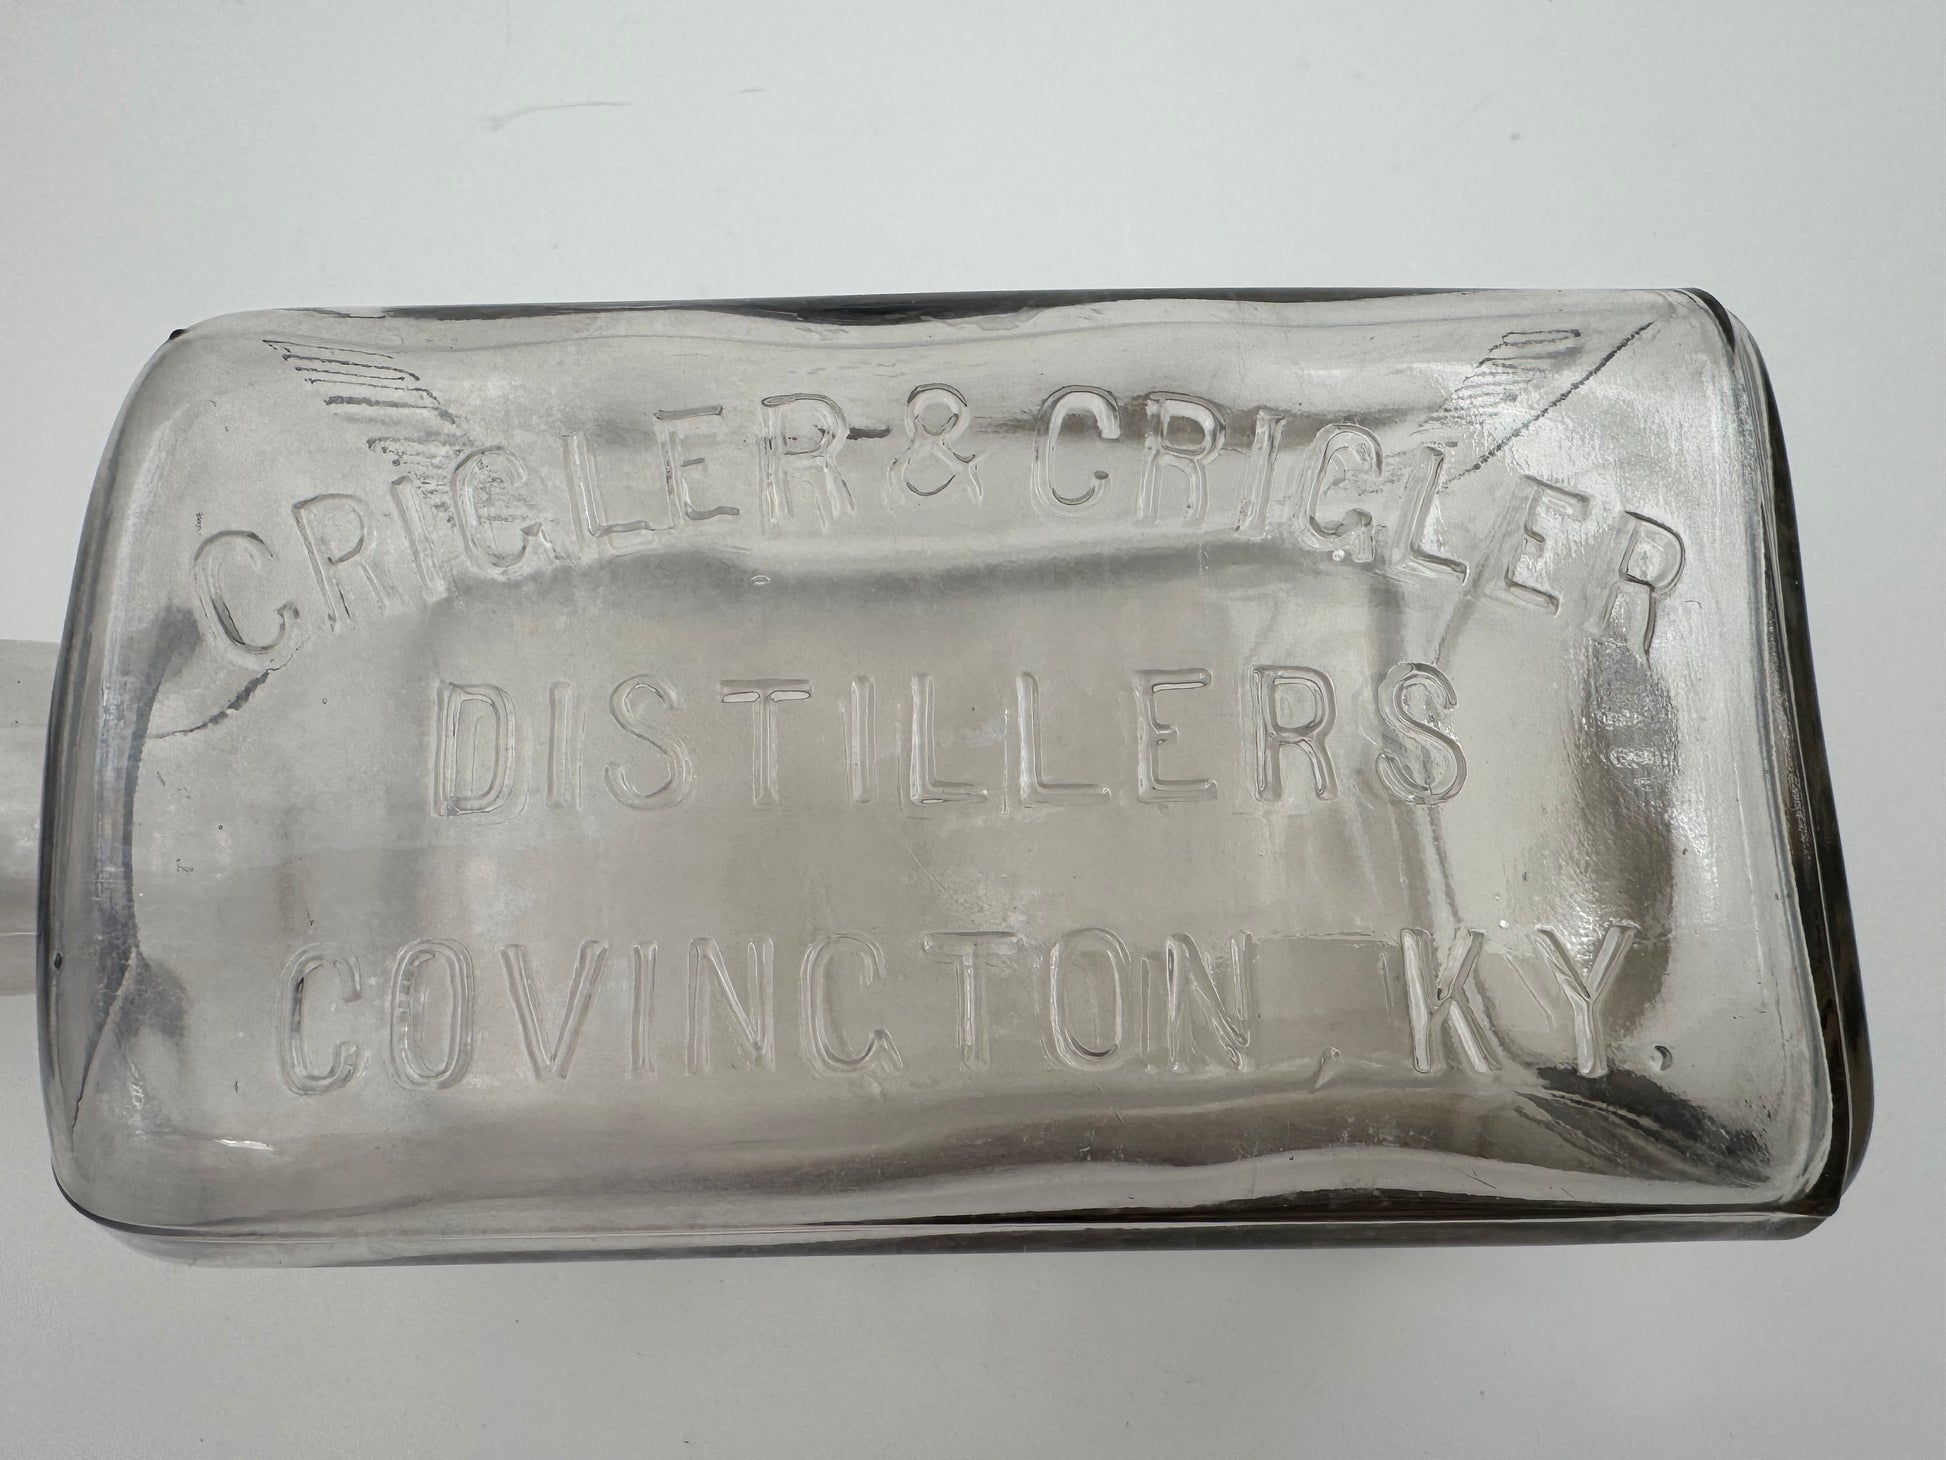 CRIGLER & CRIGLER
DISTILLERS
COVINGTON, KY.